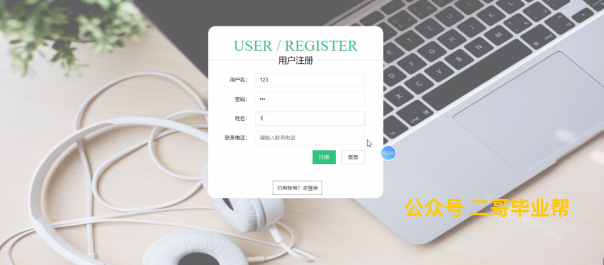 USER / REGISTER
用户注册
用户名: 123
密码: •••
姓名:
联系电话: 请输入联系电话
注册 重置
已有账号? 去登录
公众号 二哥毕业帮